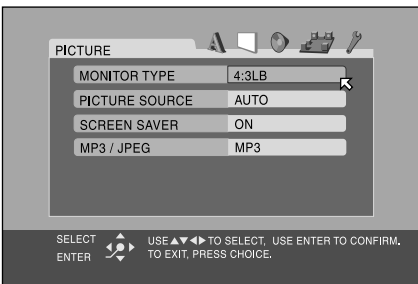 PICTURE
MONITOR TYPE 4:3LB
PICTURE SOURCE AUTO
SCREEN SAVER ON
MP3 / JPEG MP3
SELECT
ENTER
USE▲▼◀▶TO SELECT, USE ENTER TO CONFIRM.
TO EXIT, PRESS CHOICE.